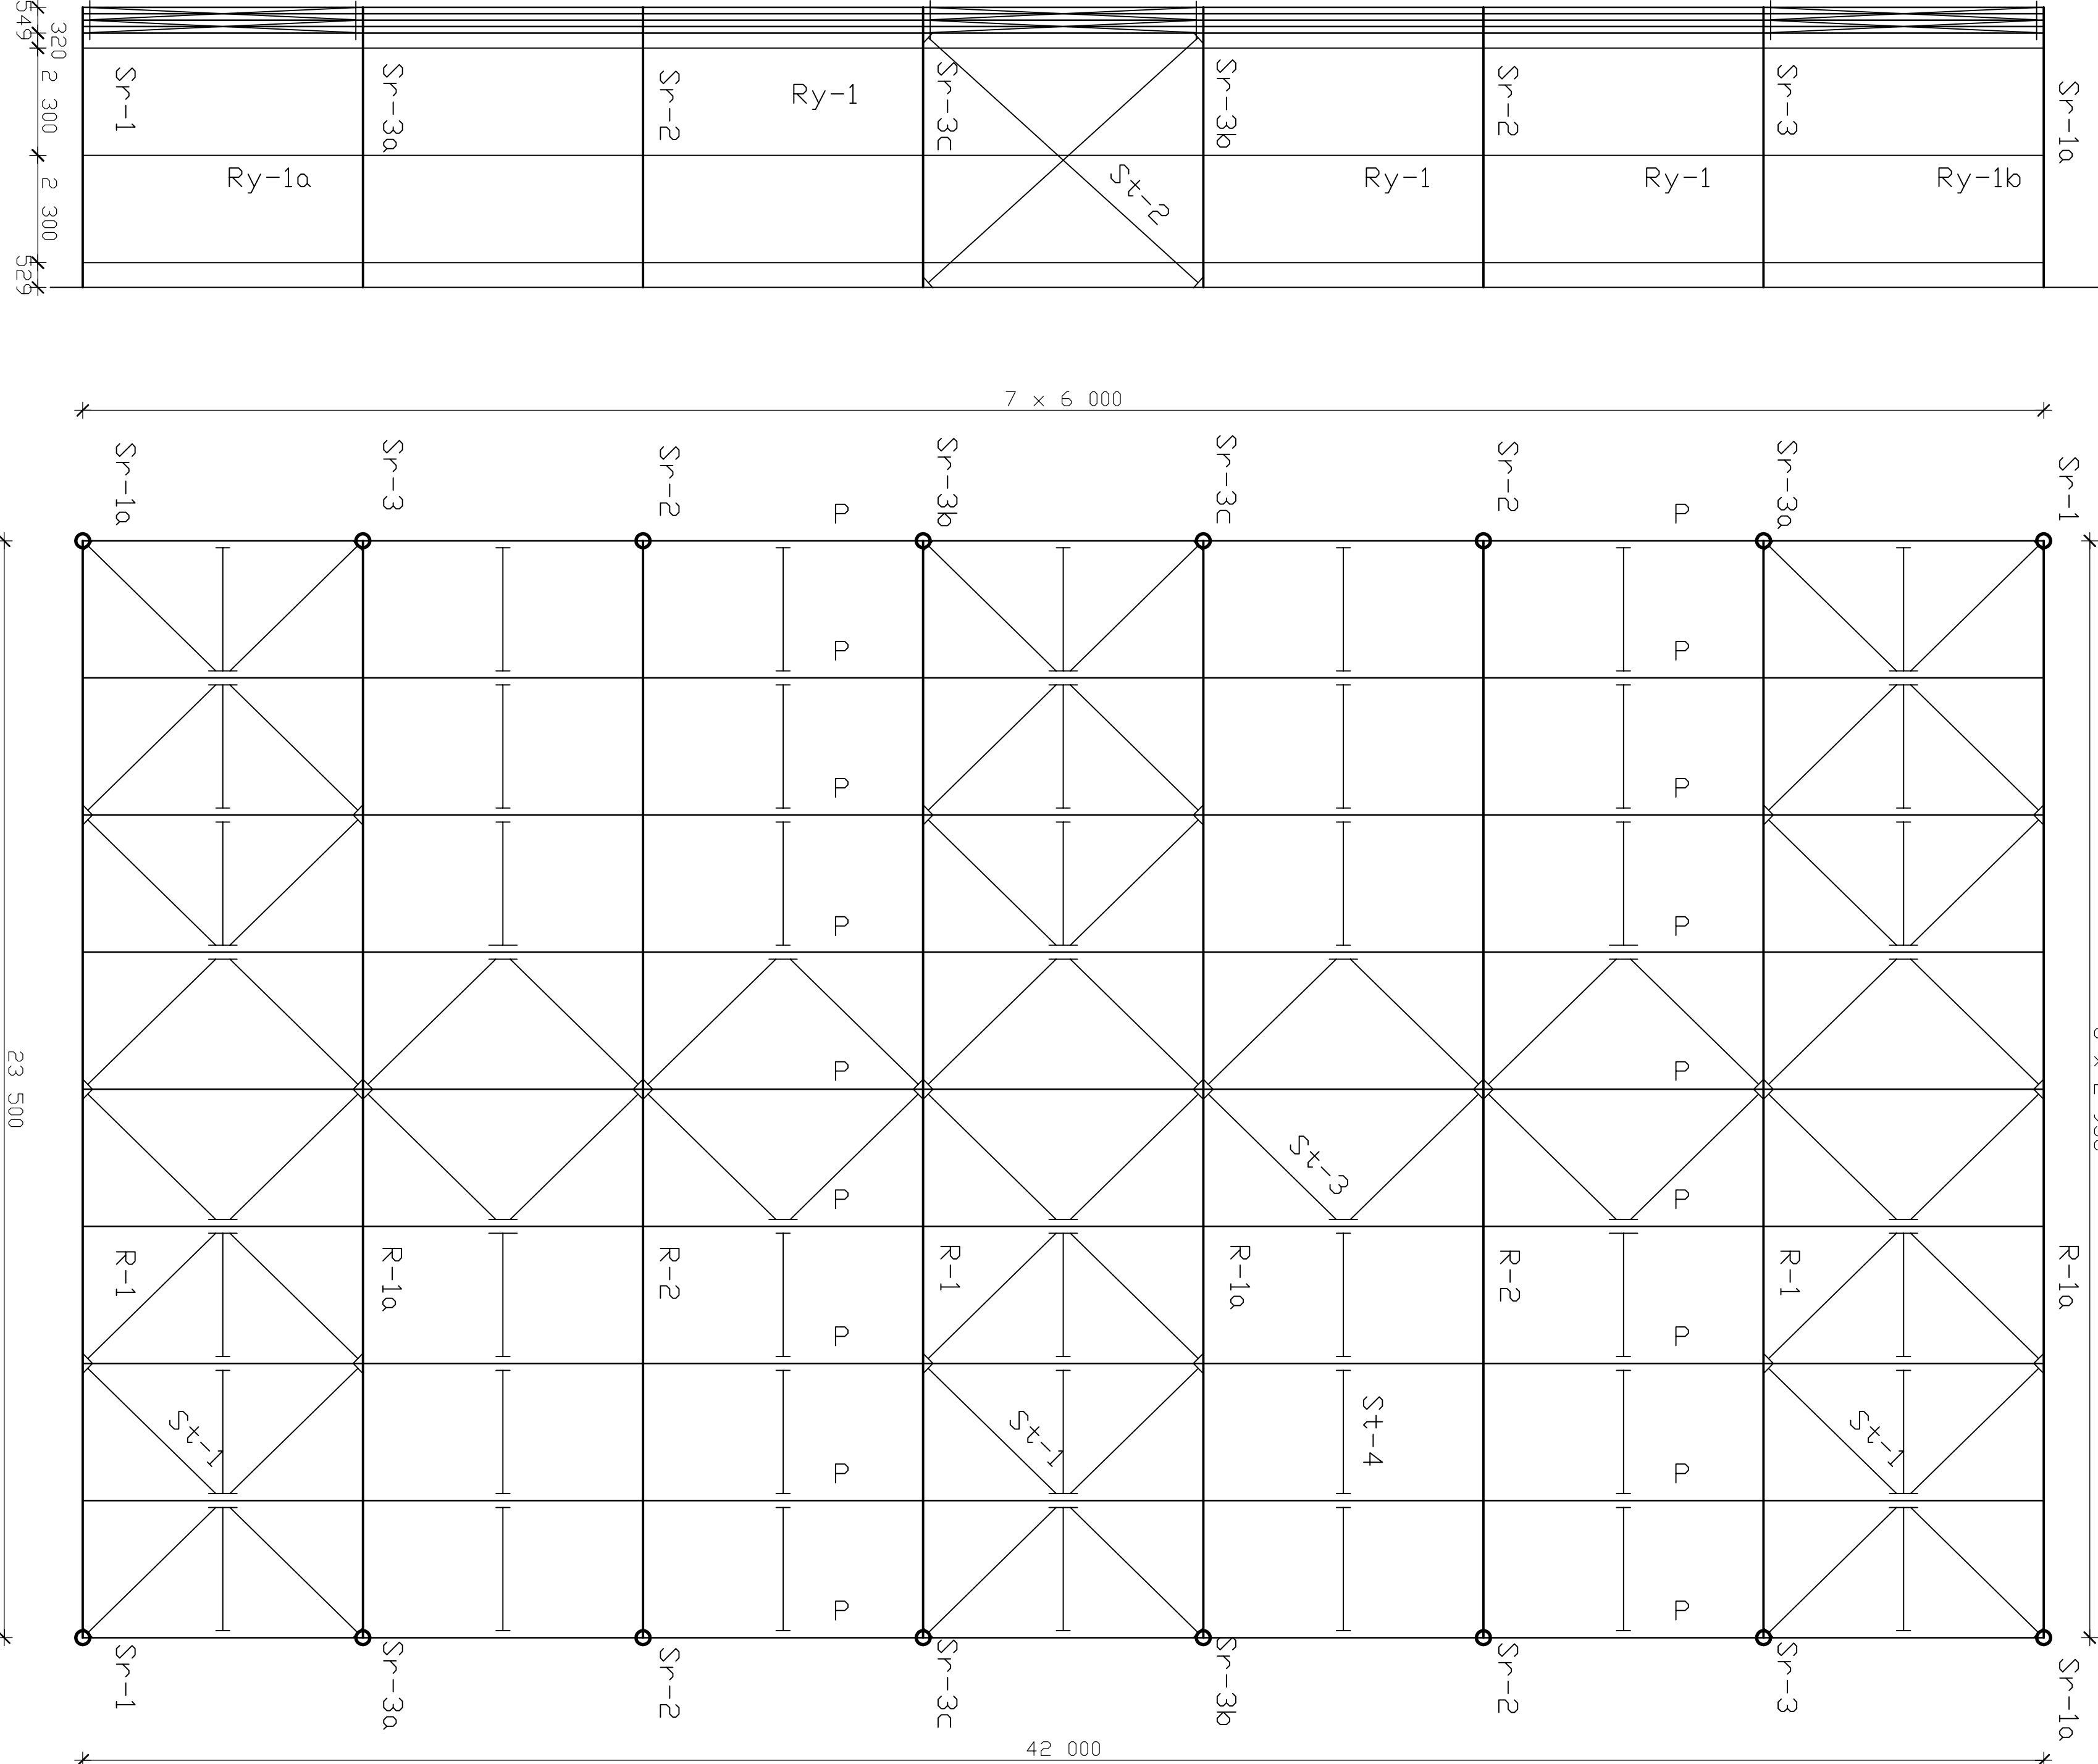 549
320
2 300
2 300
529
Sr-1
Sr-3a
Sr-2
Ry-1
Sr-3c
Sr-3b
Sr-2
Sr-3
Sr-1a
Ry-1a
St-2
Ry-1
Ry-1
Ry-1b
7 x 6 000
Sr-1a
Sr-3
Sr-2
Sr-3b
Sr-3c
Sr-2
Sr-3a
Sr-1
P
P
P
P
P
P
P
P
P
P
23 500
P
P
St-3
P
P
R-1
R-1a
R-2
R-1
R-1a
R-2
R-1
R-1a
P
P
St-1
St-1
St-4
St-1
P
P
P
P
Sr-1
Sr-3a
Sr-2
Sr-3c
Sr-3b
Sr-2
Sr-3
Sr-1a
42 000